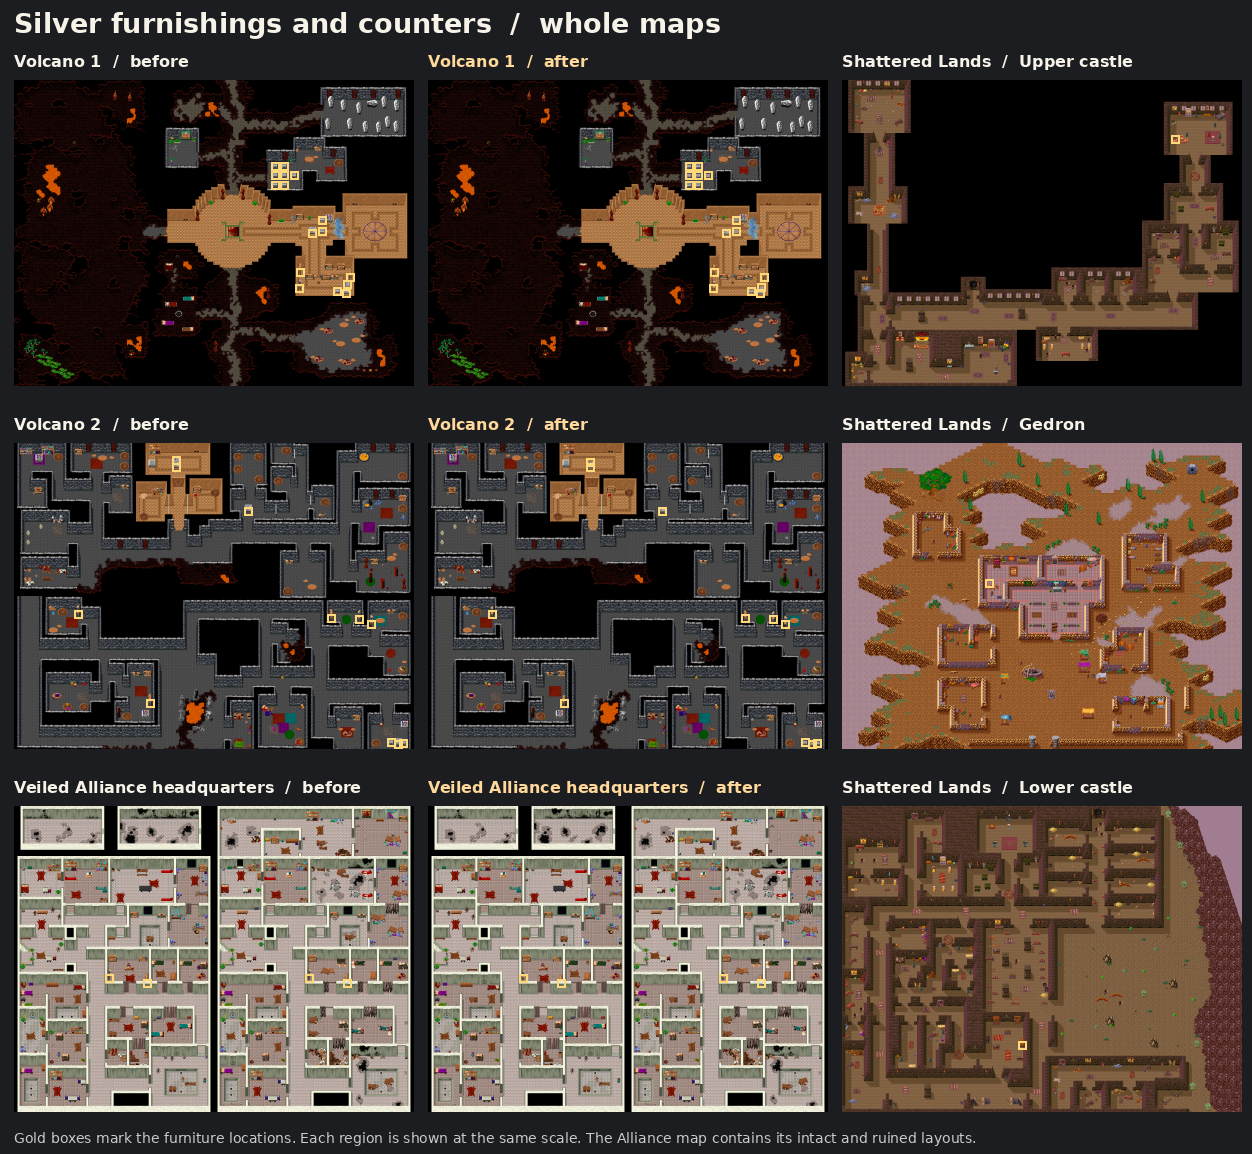 Silver furnishings and counters / whole maps
Volcano 1 / before
Volcano 1 / after
Shattered Lands / Upper castle
Volcano 2 / before
Volcano 2 / after
Shattered Lands / Gedron
Veiled Alliance headquarters / before
Veiled Alliance headquarters / after
Shattered Lands / Lower castle
Gold boxes mark the furniture locations. Each region is shown at the same scale. The Alliance map contains its intact and ruined layouts.